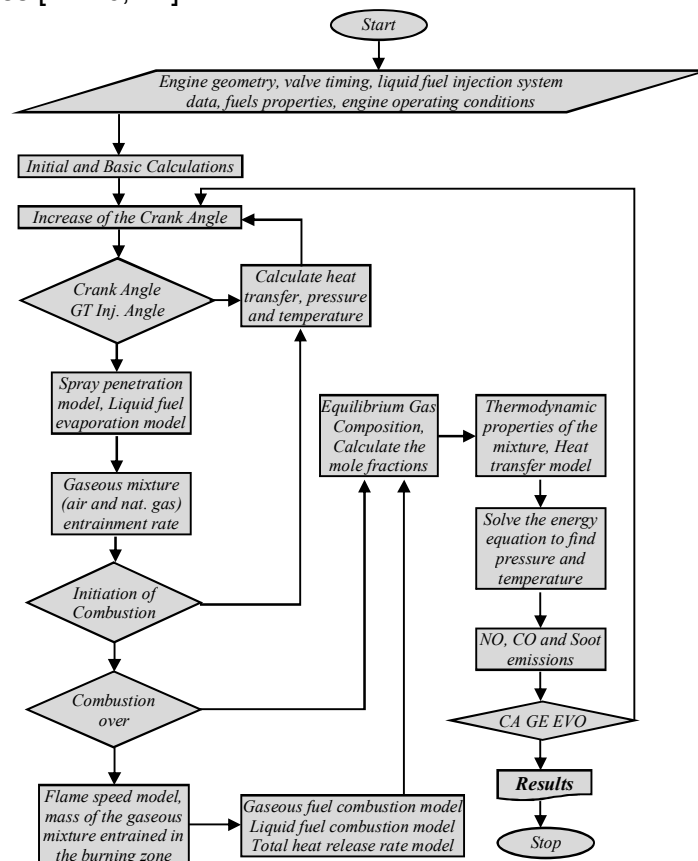 Start
Engine geometry, valve timing, liquid fuel injection system
data, fuels properties, engine operating conditions
Initial and Basic Calculations
Increase of the Crank Angle
Crank Angle
GT Inj. Angle
Calculate heat
transfer, pressure
and temperature
Spray penetration
model, Liquid fuel
evaporation model
Gaseous mixture
(air and nat. gas)
entrainment rate
Initiation of
Combustion
Combustion
over
Flame speed model,
mass of the gaseous
mixture entrained in
the burning zone
Gaseous fuel combustion model
Liquid fuel combustion model
Total heat release rate model
Equilibrium Gas
Composition,
Calculate the
mole fractions
Thermodynamic
properties of the
mixture, Heat
transfer model
Solve the energy
equation to find
pressure and
temperature
NO, CO and Soot
emissions
CA GE EVO
Results
Stop